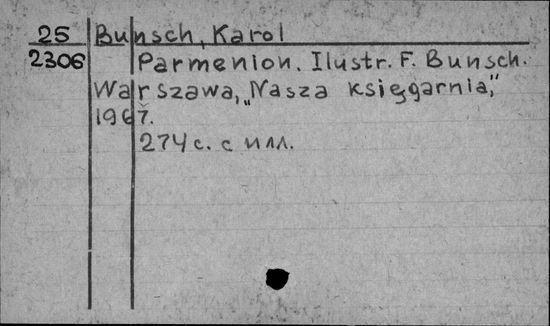 25 Bunsch, Karol
2306 Parmenion. Ilustr. F. Bunsch.
Warszawa, „Nasza księgarnia,"
1967.
274 с. с илл.